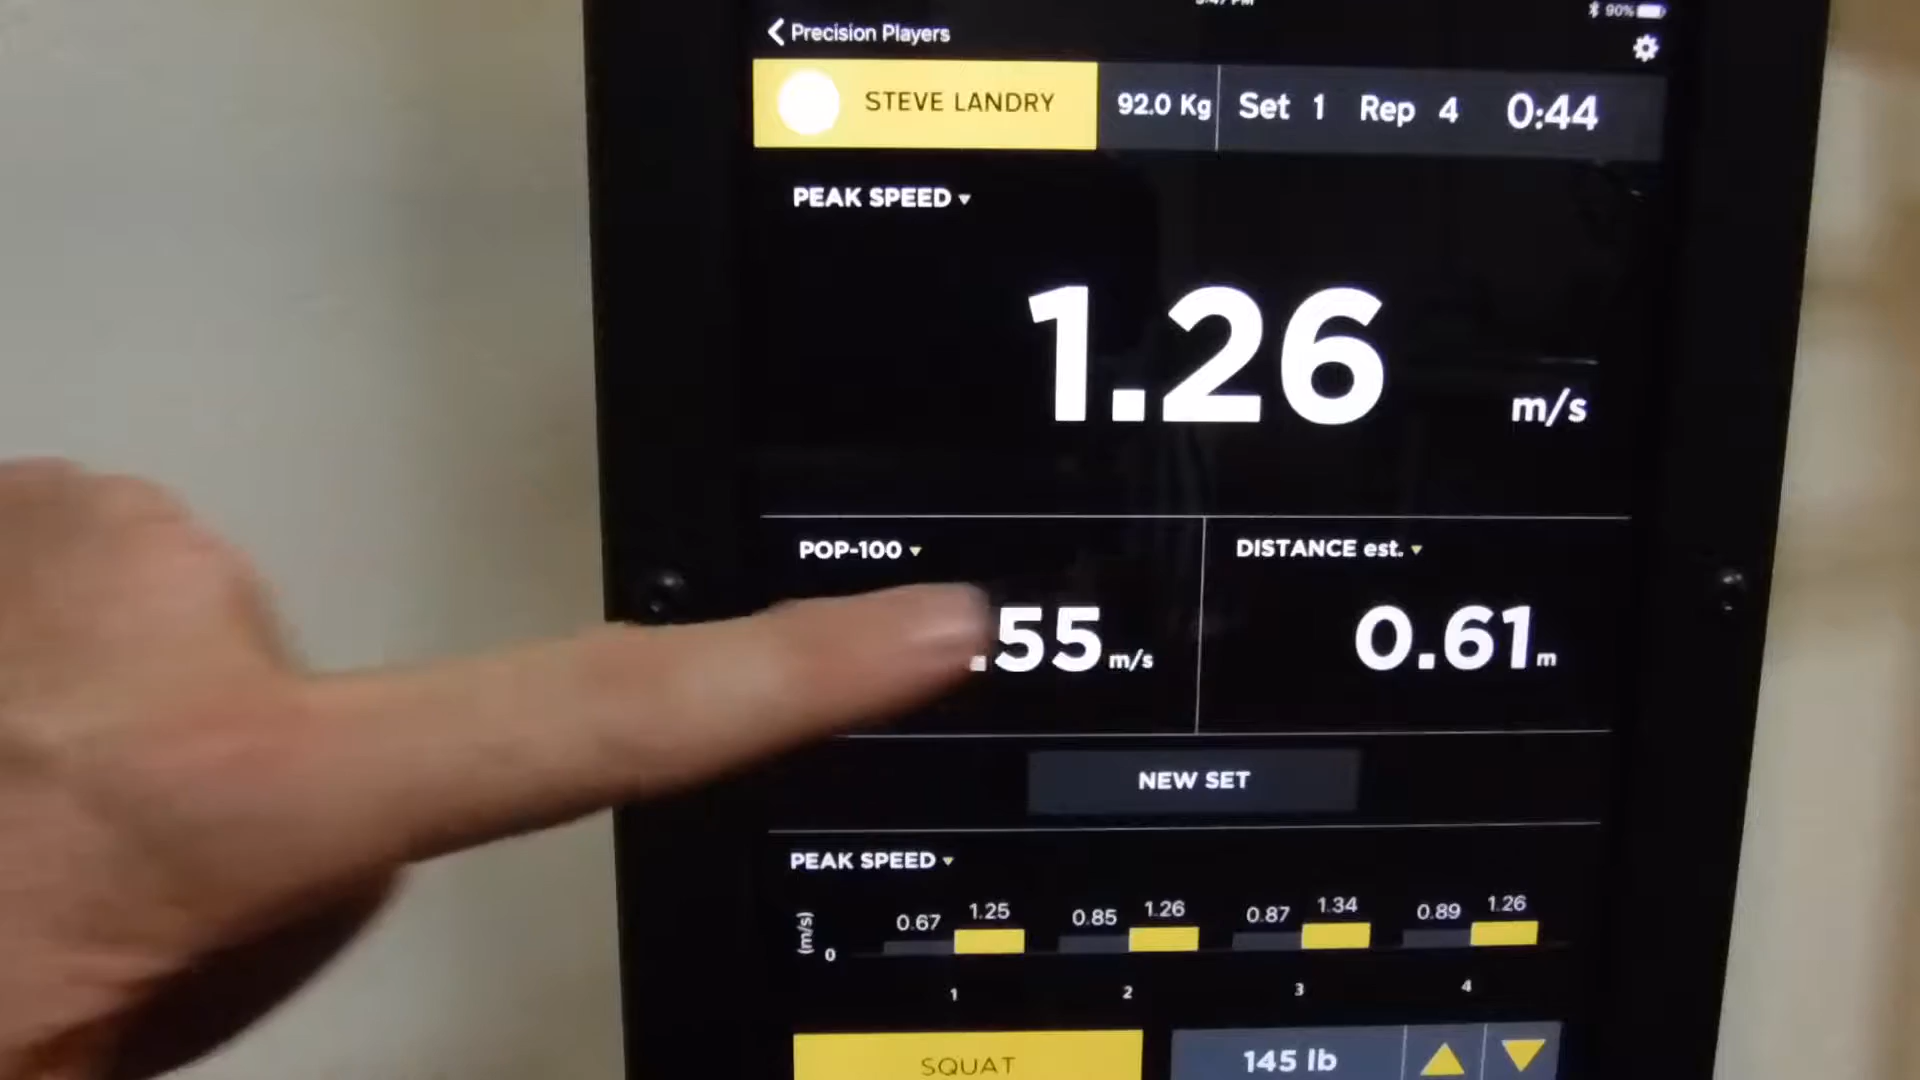 90%
Precision Players
STEVE LANDRY 92.0 Kg Set 1 Rep 4 0:44
PEAK SPEED
1.26 m/s
POP-100 DISTANCE est.
.55 m/s 0.61 m
NEW SET
PEAK SPEED
(m/s) 0 0.67 1.25 0.85 1.26 0.87 1.34 0.89 1.26
1 2 3 4
SQUAT 145 lb